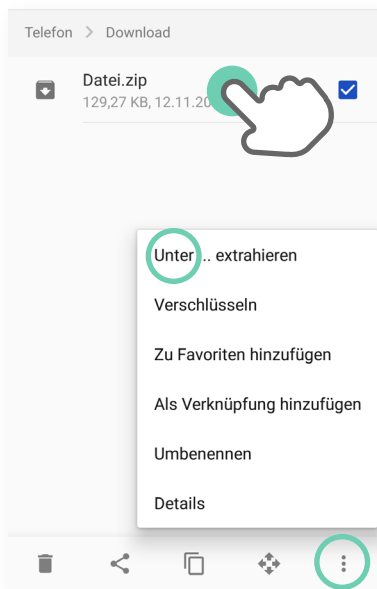 Telefon > Download
Datei.zip
129,27 KB, 12.11.20
Unter ... extrahieren
Verschlüsseln
Zu Favoriten hinzufügen
Als Verknüpfung hinzufügen
Umbenennen
Details